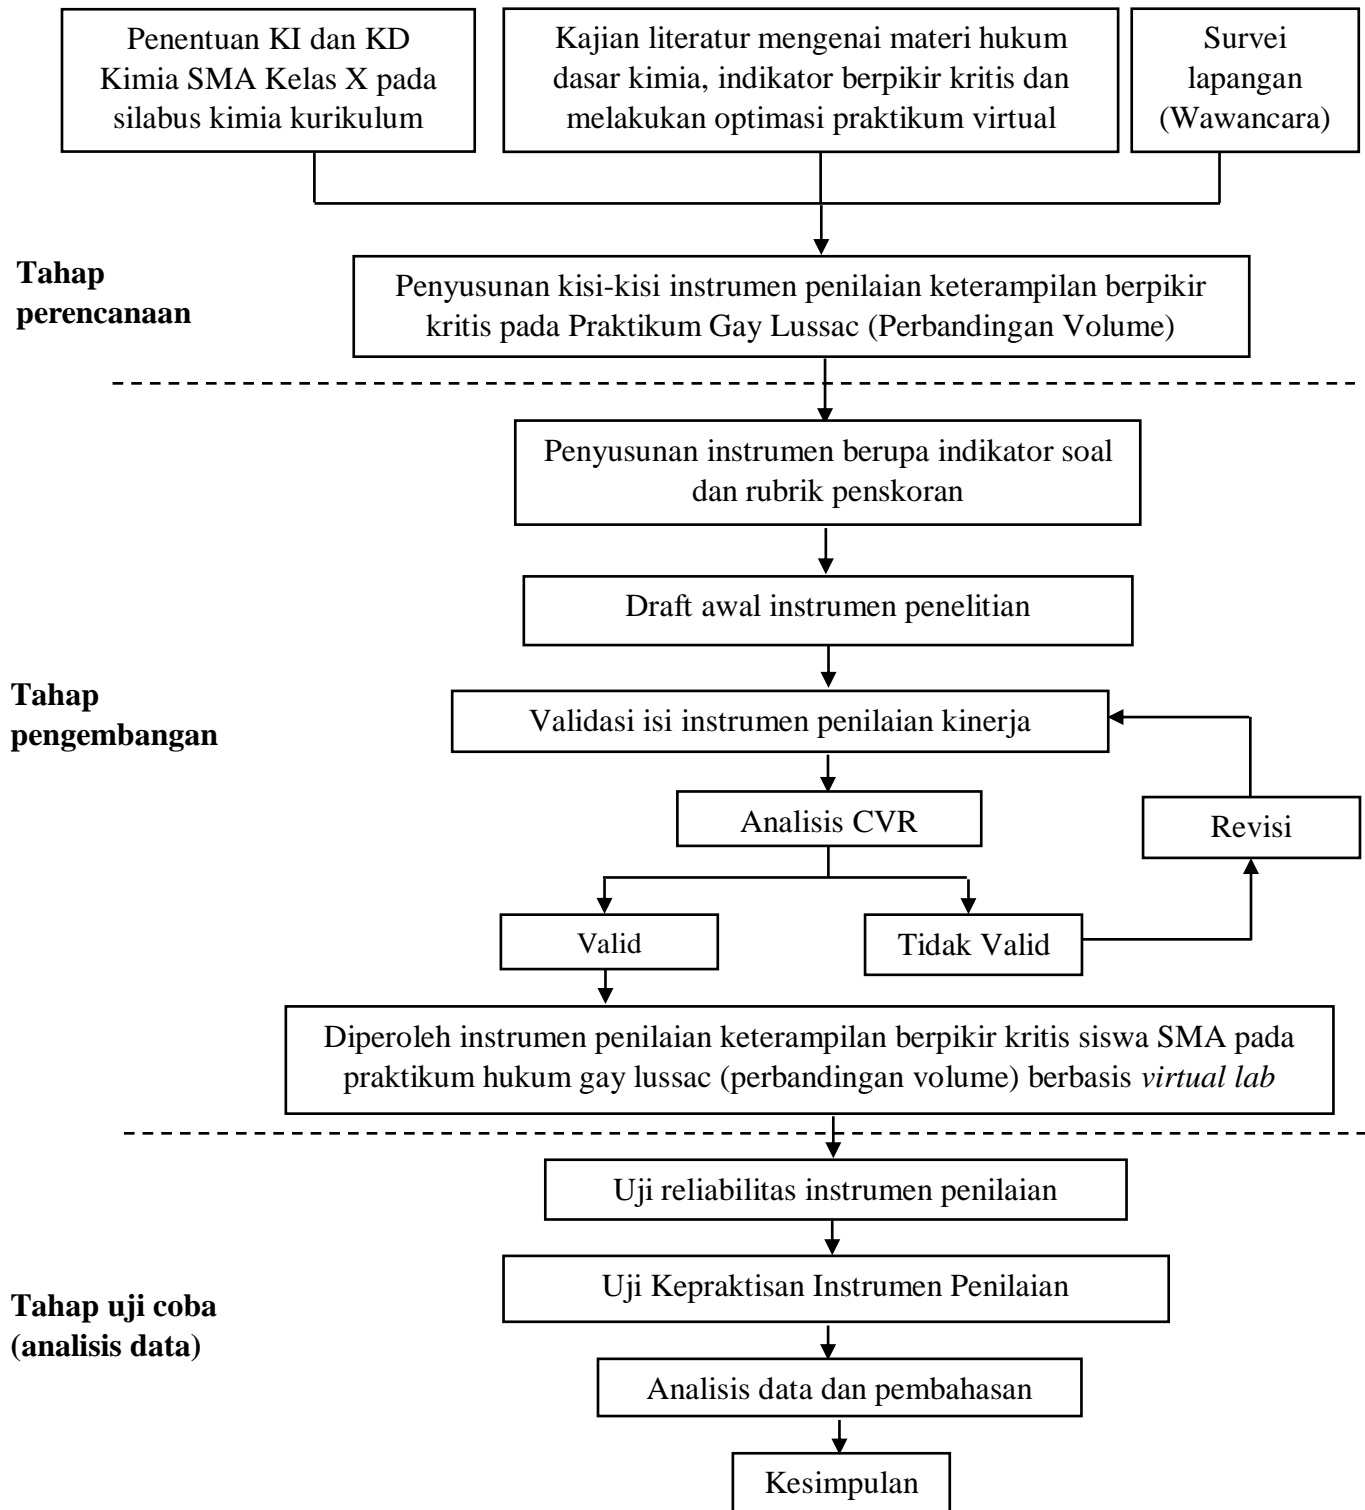 Penentuan KI dan KD
Kimia SMA Kelas X pada
silabus kimia kurikulum
Kajian literatur mengenai materi hukum
dasar kimia, indikator berpikir kritis dan
melakukan optimasi praktikum virtual
Survei
lapangan
(Wawancara)
Tahap
perencanaan
Penyusunan kisi-kisi instrumen penilaian keterampilan berpikir
kritis pada Praktikum Gay Lussac (Perbandingan Volume)
Penyusunan instrumen berupa indikator soal
dan rubrik penskoran
Draft awal instrumen penelitian
Tahap
pengembangan
Validasi isi instrumen penilaian kinerja
Analisis CVR
Revisi
Valid
Tidak Valid
Diperoleh instrumen penilaian keterampilan berpikir kritis siswa SMA pada
praktikum hukum gay lussac (perbandingan volume) berbasis virtual lab
Uji reliabilitas instrumen penilaian
Uji Kepraktisan Instrumen Penilaian
Tahap uji coba
(analisis data)
Analisis data dan pembahasan
Kesimpulan